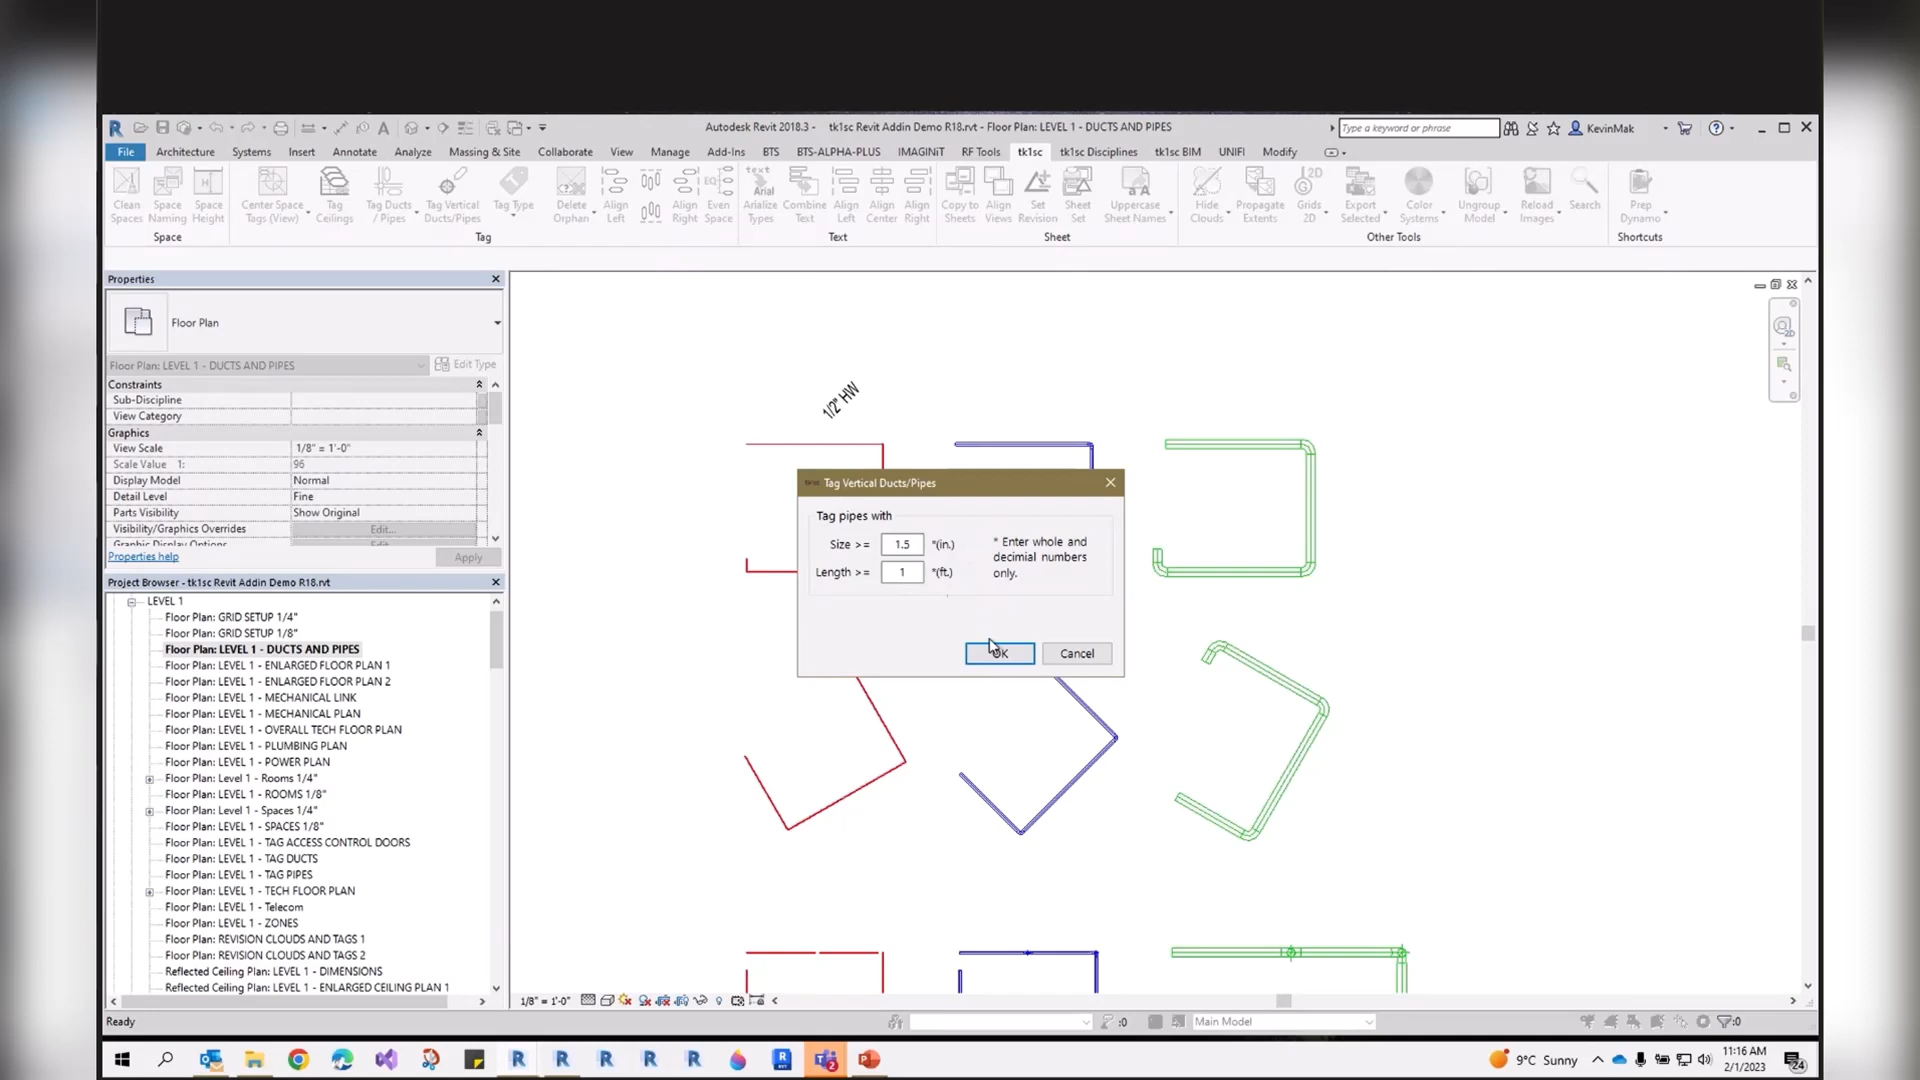 Autodesk Revit 2018.3 - tk1sc Revit Addin Demo R18.rvt - Floor Plan: LEVEL 1 - DUCTS AND PIPES
Type a keyword or phrase
KevinMak
File Architecture Systems Insert Annotate Analyze Massing & Site Collaborate View Manage Add-Ins BTS BTS-ALPHA-PLUS IMAGINiT RF Tools tk1sc tk1sc Disciplines tk1sc BIM UNIFI Modify
Clean Spaces
Space Naming
Space Height
Center Space Tags (View)
Tag Ceilings
Tag Ducts / Pipes
Tag Vertical Ducts/Pipes
Tag Type
Delete Orphan
Align Left
Align Right
Even Space
Arialize Types
Combine Text
Align Left
Align Center
Align Right
Copy to Sheets
Align Views
Set Revision
Sheet Set
Uppercase Sheet Names
Hide Clouds
Propagate Extents
Grids 2D
Export Selected
Color Systems
Ungroup Model
Reload Images
Search
Prep Dynamo
Space Tag Text Sheet Other Tools Shortcuts
Properties
Floor Plan
Floor Plan: LEVEL 1 - DUCTS AND PIPES
Edit Type
Constraints
Sub-Discipline
View Category
Graphics
View Scale 1/8" = 1'-0"
Scale Value 1: 96
Display Model Normal
Detail Level Fine
Parts Visibility Show Original
Visibility/Graphics Overrides Edit...
Graphic Display Options Edit...
Properties help
Apply
Project Browser - tk1sc Revit Addin Demo R18.rvt
LEVEL 1
Floor Plan: GRID SETUP 1/4"
Floor Plan: GRID SETUP 1/8"
Floor Plan: LEVEL 1 - DUCTS AND PIPES
Floor Plan: LEVEL 1 - ENLARGED FLOOR PLAN 1
Floor Plan: LEVEL 1 - ENLARGED FLOOR PLAN 2
Floor Plan: LEVEL 1 - MECHANICAL LINK
Floor Plan: LEVEL 1 - MECHANICAL PLAN
Floor Plan: LEVEL 1 - OVERALL TECH FLOOR PLAN
Floor Plan: LEVEL 1 - PLUMBING PLAN
Floor Plan: LEVEL 1 - POWER PLAN
Floor Plan: Level 1 - Rooms 1/4"
Floor Plan: LEVEL 1 - ROOMS 1/8"
Floor Plan: Level 1 - Spaces 1/4"
Floor Plan: LEVEL 1 - SPACES 1/8"
Floor Plan: LEVEL 1 - TAG ACCESS CONTROL DOORS
Floor Plan: LEVEL 1 - TAG DUCTS
Floor Plan: LEVEL 1 - TAG PIPES
Floor Plan: LEVEL 1 - TECH FLOOR PLAN
Floor Plan: LEVEL 1 - Telecom
Floor Plan: LEVEL 1 - ZONES
Floor Plan: REVISION CLOUDS AND TAGS 1
Floor Plan: REVISION CLOUDS AND TAGS 2
Reflected Ceiling Plan: LEVEL 1 - DIMENSIONS
Reflected Ceiling Plan: LEVEL 1 - ENLARGED CEILING PLAN 1
1/2" HW
Tag Vertical Ducts/Pipes
Tag pipes with
Size >= 1.5 *(in.)
Length >= 1 *(ft.)
* Enter whole and
decimial numbers
only.
OK Cancel
1/8" = 1'-0"
Ready
:0
Main Model
:0
9°C Sunny
11:16 AM
2/1/2023
24